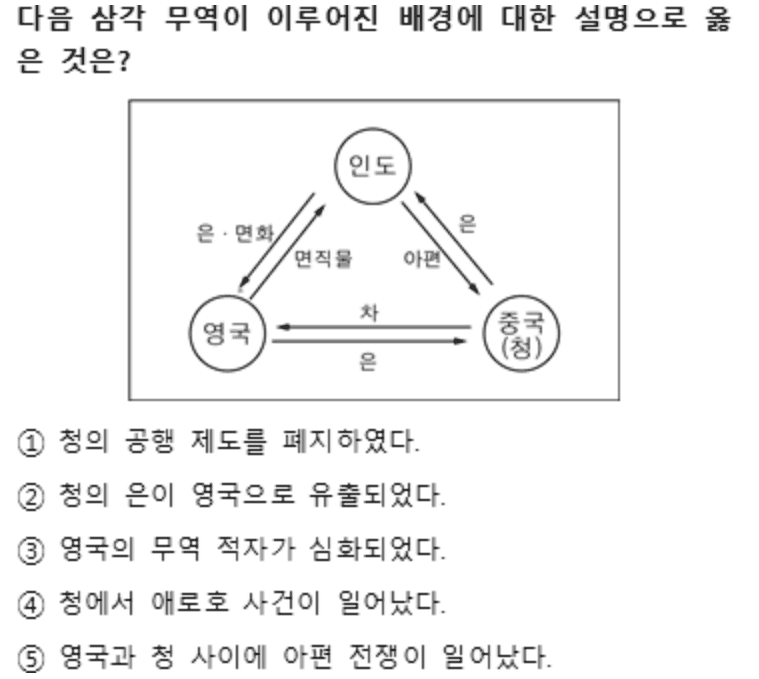 다음 삼각 무역이 이루어진 배경에 대한 설명으로 옳
은 것은?
인도
은·면화
면직물
아편
은
영국
차
은
중국
(청)
① 청의 공행 제도를 폐지하였다.
② 청의 은이 영국으로 유출되었다.
③ 영국의 무역 적자가 심화되었다.
④ 청에서 애로호 사건이 일어났다.
⑤ 영국과 청 사이에 아편 전쟁이 일어났다.